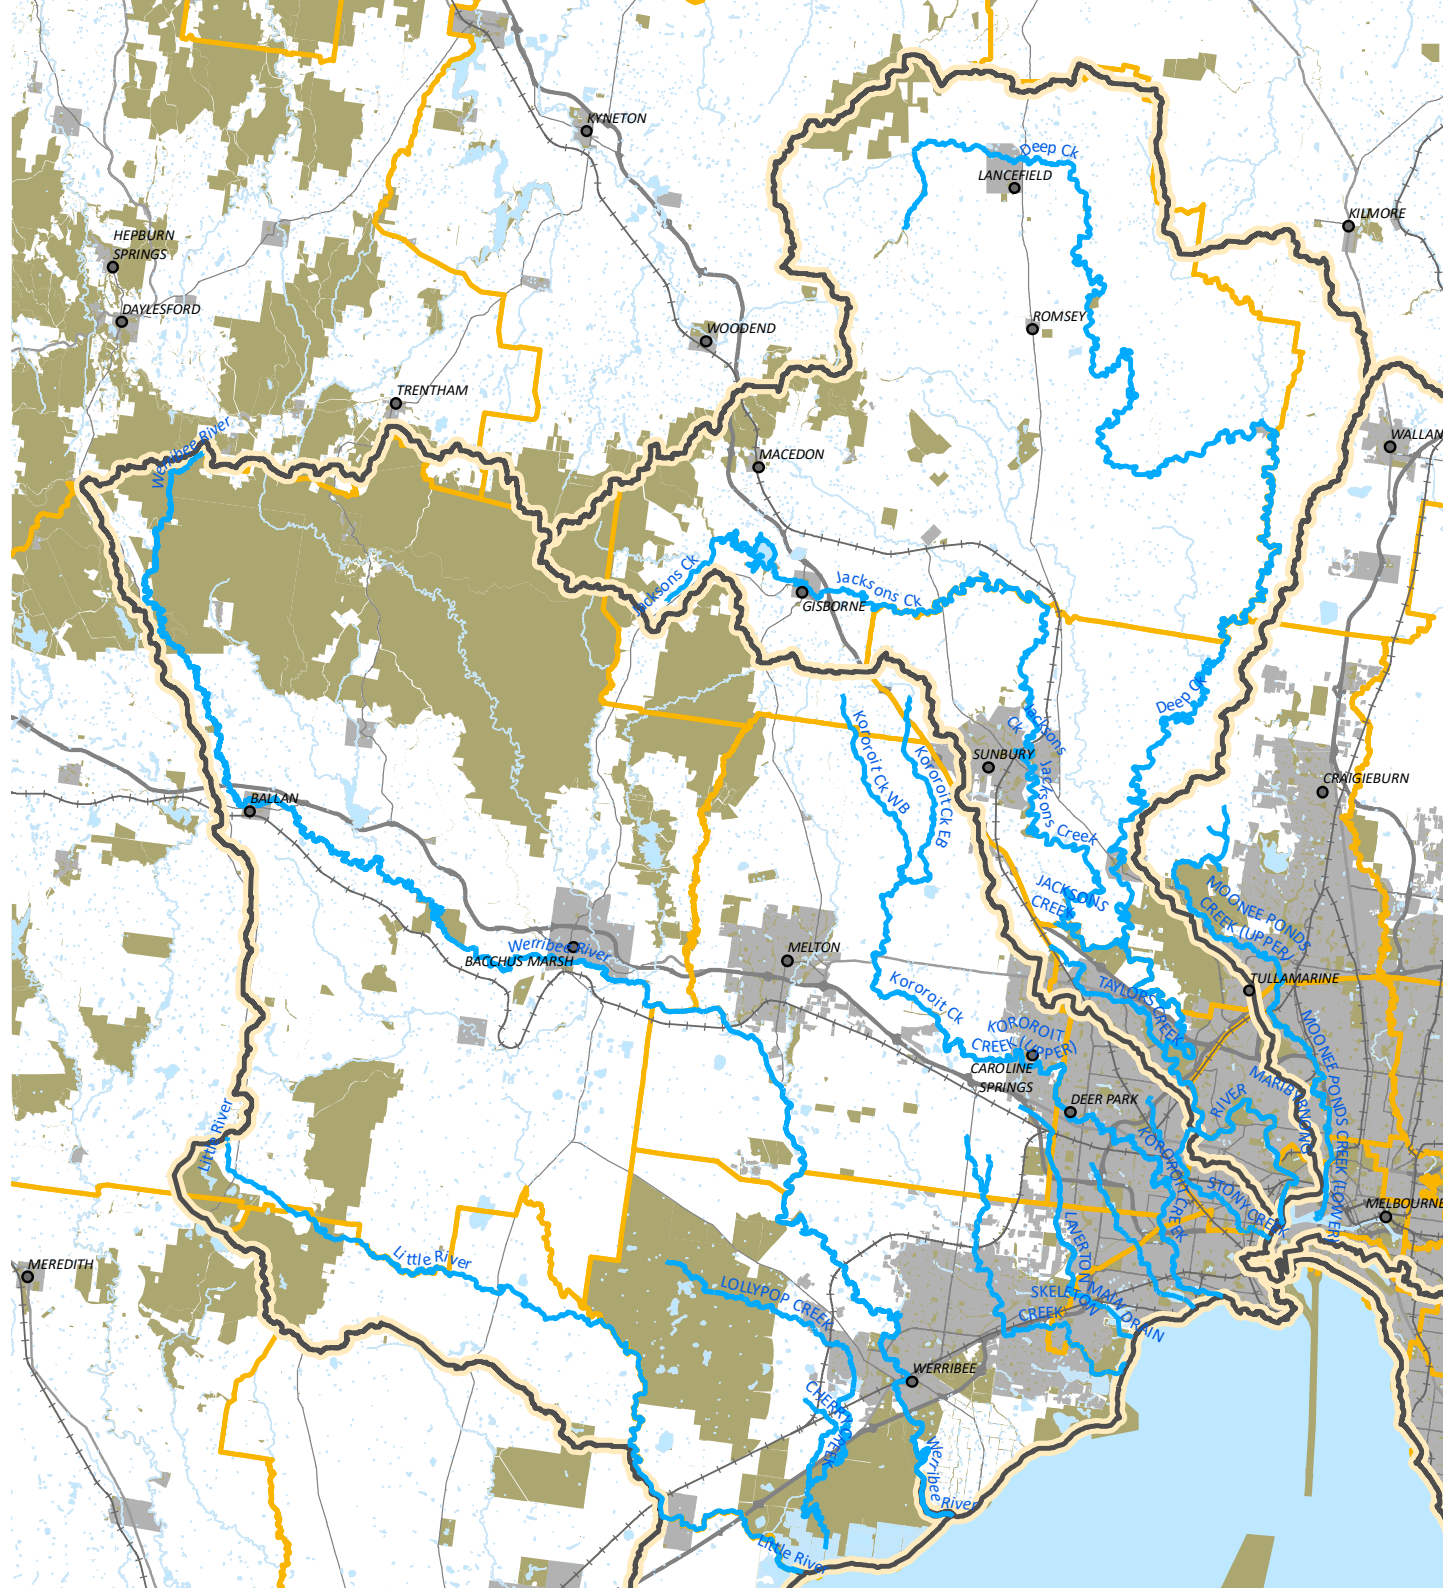 KYNETON
Deep Ck
LANCEFIELD
KILMORE
HEPBURN
SPRINGS
DAYLESFORD
ROMSEY
WOODEND
TRENTHAM
Werribee River
WALLAN
MACEDON
Jacksons Ck
Jacksons Ck
GISBORNE
Deep Ck
Jacksons
Ck
Kororoit Ck WB
Kororoit Ck EB
SUNBURY
Jacksons Creek
CRAIGIEBURN
BALLAN
JACKSONS
CREEK
MOONEE PONDS
CREEK (UPPER)
Werribee River
BACCHUS MARSH
MELTON
TULLAMARINE
Kororoit Ck
TAYLORS CREEK
KOROROIT
CREEK (UPPER)
CAROLINE
SPRINGS
DEER PARK
MARIBYRNONG
RIVER
MOONEE PONDS CREEK (LOWER)
Little River
KOROROIT CREEK
STONY CREEK
MELBOURNE
MEREDITH
Little River
LAVERTON MAIN DRAIN
LOLLYPOP CREEK
SKELETON
CREEK
WERRIBEE
CHERRY CREEK
Werribee River
Little River